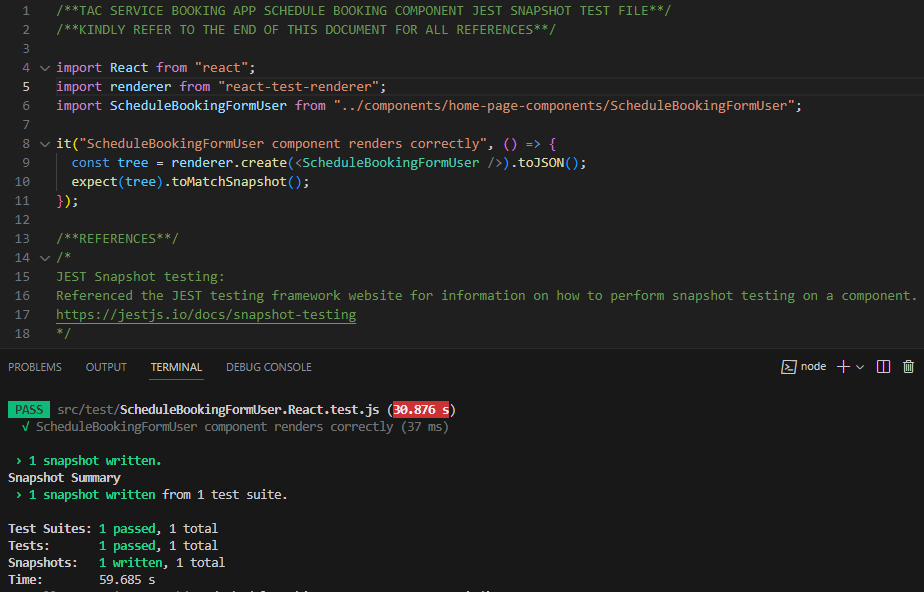 1 /**TAC SERVICE BOOKING APP SCHEDULE BOOKING COMPONENT JEST SNAPSHOT TEST FILE**/
2 /**KINDLY REFER TO THE END OF THIS DOCUMENT FOR ALL REFERENCES**/
3
4 import React from "react";
5 import renderer from "react-test-renderer";
6 import ScheduleBookingFormUser from "../components/home-page-components/ScheduleBookingFormUser";
7
8 it("ScheduleBookingFormUser component renders correctly", () => {
9 const tree = renderer.create(<ScheduleBookingFormUser />).toJSON();
10 expect(tree).toMatchSnapshot();
11 });
12
13 /**REFERENCES**/
14 /*
15 JEST Snapshot testing:
16 Referenced the JEST testing framework website for information on how to perform snapshot testing on a component.
17 https://jestjs.io/docs/snapshot-testing
18 */
PROBLEMS OUTPUT TERMINAL DEBUG CONSOLE node
PASS src/test/ScheduleBookingFormUser.React.test.js (30.876 s)
√ ScheduleBookingFormUser component renders correctly (37 ms)
› 1 snapshot written.
Snapshot Summary
› 1 snapshot written from 1 test suite.
Test Suites: 1 passed, 1 total
Tests: 1 passed, 1 total
Snapshots: 1 written, 1 total
Time: 59.685 s